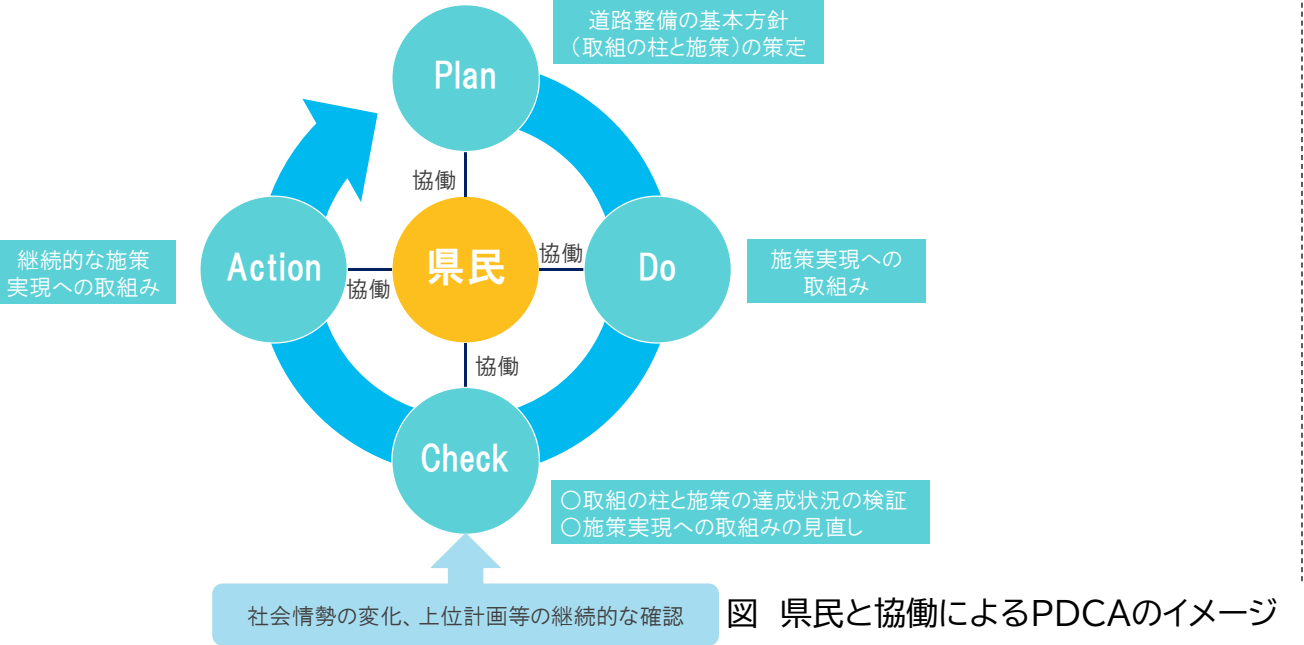 道路整備の基本方針
（取組の柱と施策）の策定
Plan
協働
継続的な施策
実現への取組み
Action
協働
県民
協働
Do
施策実現への
取組み
協働
Check
○取組の柱と施策の達成状況の検証
○施策実現への取組みの見直し
社会情勢の変化、上位計画等の継続的な確認
図　県民と協働によるPDCAのイメージ